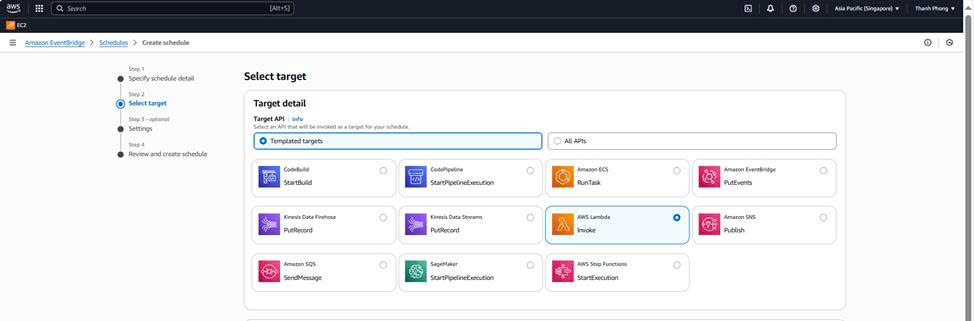 aws Search [Alt+S] Asia Pacific (Singapore) Thanh Phong
EC2
Amazon EventBridge Schedules Create schedule
Step 1
Specify schedule detail
Step 2
Select target
Step 3 - optional
Settings
Step 4
Review and create schedule
Select target
Target detail
Target API Info
Select an API that will be invoked as a target for your schedule.
Templated targets All APIs
CodeBuild CodePipeline Amazon ECS Amazon EventBridge
StartBuild StartPipelineExecution RunTask PutEvents
Kinesis Data Firehose Kinesis Data Streams AWS Lambda Amazon SNS
PutRecord PutRecord Invoke Publish
Amazon SQS SageMaker AWS Step Functions
SendMessage StartPipelineExecution StartExecution